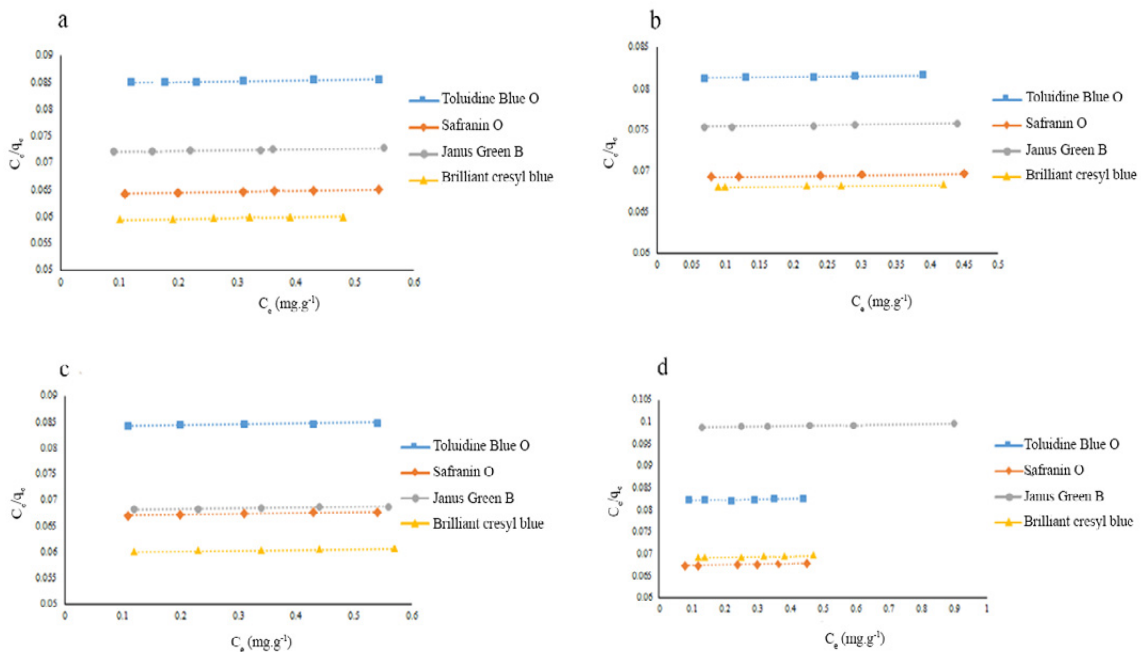 a
0.09
0.085
0.08
0.075
0.07
0.065
0.06
0.055
0.05
Cₑ/qₑ
0 0.1 0.2 0.3 0.4 0.5 0.6
Cₑ (mg.g⁻¹)
Toluidine Blue O
Safranin O
Janus Green B
Brilliant cresyl blue
b
0.085
0.08
0.075
0.07
0.065
Cₑ/qₑ
0 0.05 0.1 0.15 0.2 0.25 0.3 0.35 0.4 0.45 0.5
Cₑ (mg.g⁻¹)
Toluidine Blue O
Safranin O
Janus Green B
Brilliant cresyl blue
c
0.09
0.085
0.08
0.075
0.07
0.065
0.06
0.055
0.05
Cₑ/qₑ
0 0.1 0.2 0.3 0.4 0.5 0.6
Cₑ (mg.g⁻¹)
Toluidine Blue O
Safranin O
Janus Green B
Brilliant cresyl blue
d
0.105
0.1
0.095
0.09
0.085
0.08
0.075
0.07
0.065
Cₑ/qₑ
0 0.1 0.2 0.3 0.4 0.5 0.6 0.7 0.8 0.9 1
Cₑ (mg.g⁻¹)
Toluidine Blue O
Safranin O
Janus Green B
Brilliant cresyl blue